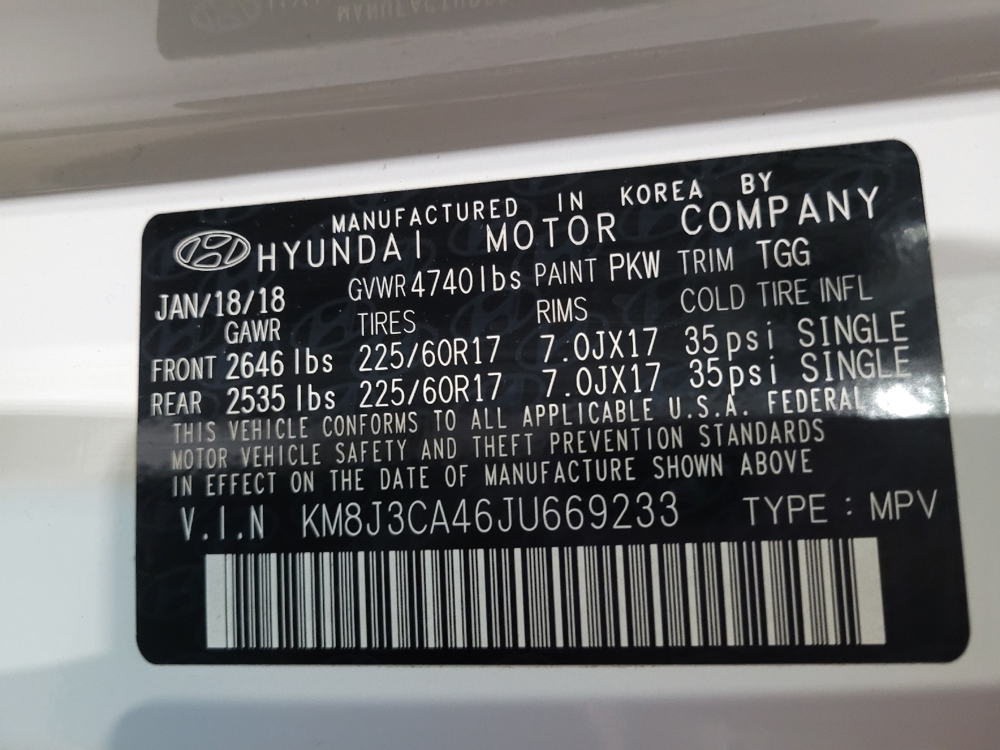 MANUFACTURED IN KOREA BY
HYUNDAI MOTOR COMPANY
JAN/18/18 GVWR 4740lbs PAINT PKW TRIM TGG
GAWR TIRES RIMS COLD TIRE INFL
FRONT 2646 lbs 225/60R17 7.0JX17 35psi SINGLE
REAR 2535 lbs 225/60R17 7.0JX17 35psi SINGLE
THIS VEHICLE CONFORMS TO ALL APPLICABLE U.S.A. FEDERAL
MOTOR VEHICLE SAFETY AND THEFT PREVENTION STANDARDS
IN EFFECT ON THE DATE OF MANUFACTURE SHOWN ABOVE
V.I.N KM8J3CA46JU669233 TYPE : MPV